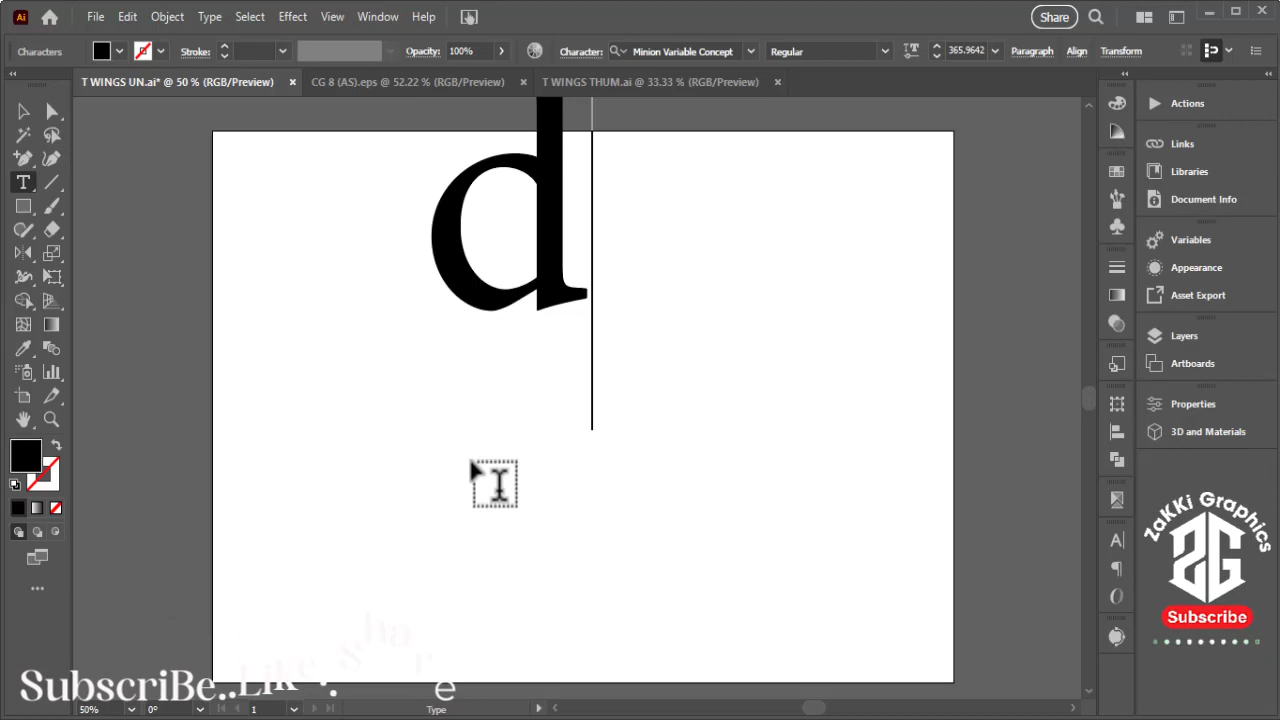 Ai File Edit Object Type Select Effect View Window Help Share
Characters Stroke: Opacity: 100% Character: Minion Variable Concept Regular 365.9642 Paragraph Align Transform
T WINGS UN.ai* @ 50 % (RGB/Preview) × CG 8 (AS).eps @ 52.22 % (RGB/Preview) × T WINGS THUM.ai @ 33.33 % (RGB/Preview) ×
d
Actions
Links
Libraries
Document Info
Variables
Appearance
Asset Export
Layers
Artboards
Properties
3D and Materials
ZaKKi Graphics
ZG
Subscribe
SubscriBe..Like..Share
50% 0° 1 Type